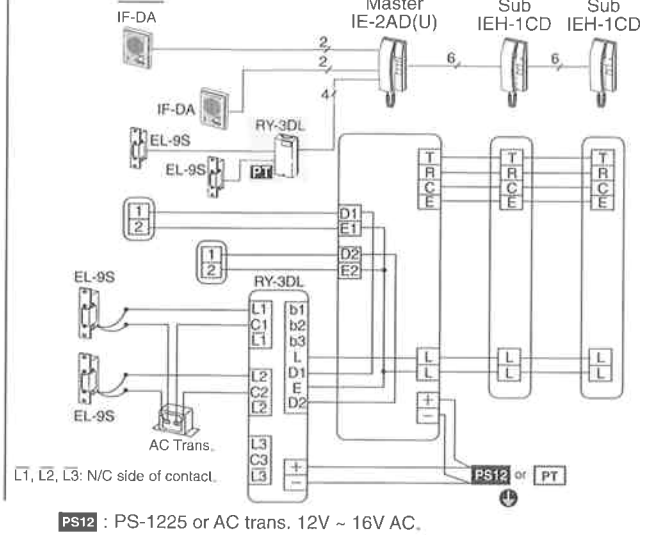 Master Sub Sub
IF-DA IE-2AD(U) IEH-1CD IEH-1CD
2
2 6 6
4
IF-DA
RY-3DL
EL-9S
EL-9S PT
T T T
R R R
C C C
E E E
1 D1
2 E1
1 D2
2 E2
EL-9S RY-3DL
L1 b1
C1 b2
L1 b3
L L L L
L2 D1 L L L
C2 E
L2 D2
+
EL-9S −
AC Trans.
L3
C3
L1, L2, L3: N/C side of contact. L3 + PS12 or PT
−
PS12 : PS-1225 or AC trans. 12V ~ 16V AC.